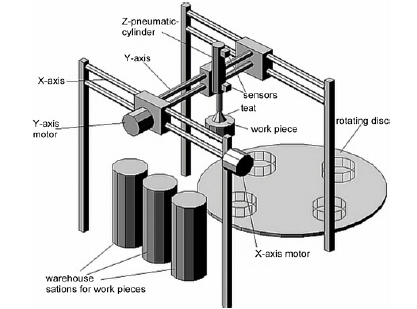 Z-pneumatic-
cylinder
Y-axis
X-axis
sensors
teat
Y-axis
motor
work piece
rotating disc
X-axis motor
warehouse
sations for work pieces